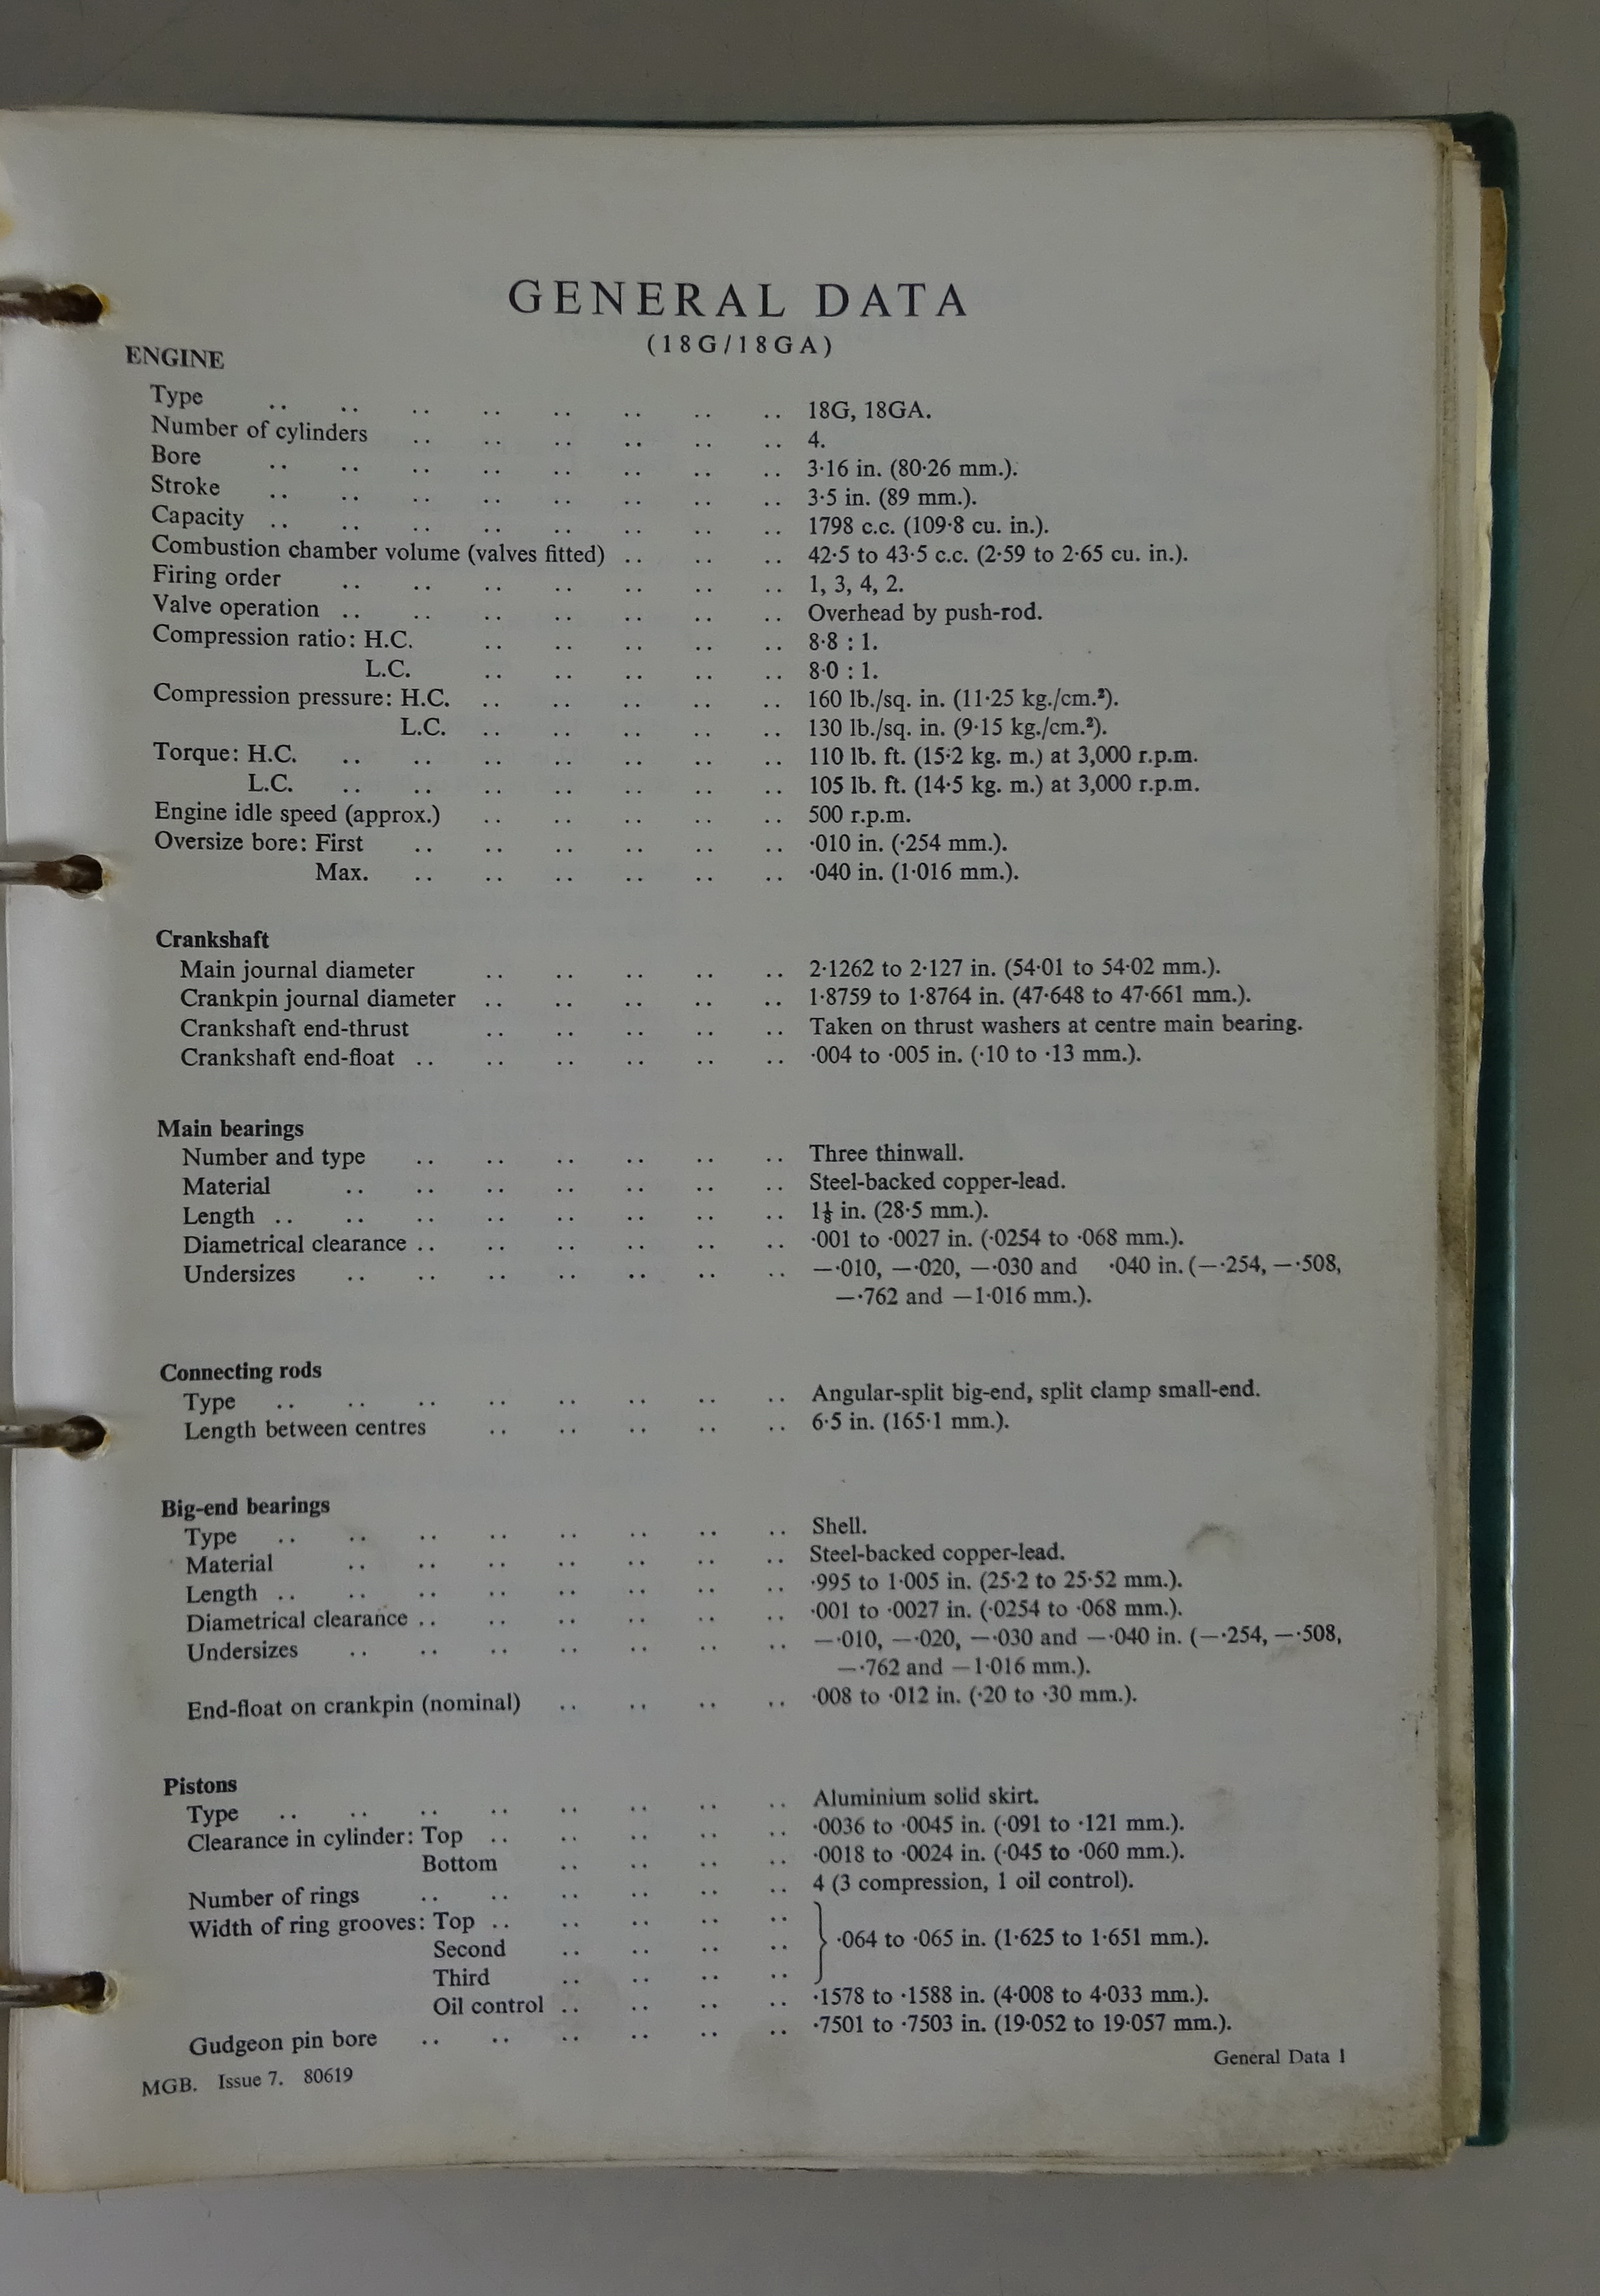 GENERAL DATA
(18G/18GA)
ENGINE
Type .. .. .. .. .. .. .. .. 18G, 18GA.
Number of cylinders .. .. .. .. .. .. 4.
Bore .. .. .. .. .. .. .. .. 3·16 in. (80·26 mm.).
Stroke .. .. .. .. .. .. .. .. 3·5 in. (89 mm.).
Capacity .. .. .. .. .. .. .. .. 1798 c.c. (109·8 cu. in.).
Combustion chamber volume (valves fitted) .. .. .. 42·5 to 43·5 c.c. (2·59 to 2·65 cu. in.).
Firing order .. .. .. .. .. .. .. 1, 3, 4, 2.
Valve operation .. .. .. .. .. .. .. Overhead by push-rod.
Compression ratio: H.C. .. .. .. .. .. 8·8 : 1.
L.C. .. .. .. .. .. 8·0 : 1.
Compression pressure: H.C. .. .. .. .. .. 160 lb./sq. in. (11·25 kg./cm.²).
L.C. .. .. .. .. .. 130 lb./sq. in. (9·15 kg./cm.²).
Torque: H.C. .. .. .. .. .. .. .. 110 lb. ft. (15·2 kg. m.) at 3,000 r.p.m.
L.C. .. .. .. .. .. .. .. 105 lb. ft. (14·5 kg. m.) at 3,000 r.p.m.
Engine idle speed (approx.) .. .. .. .. .. 500 r.p.m.
Oversize bore: First .. .. .. .. .. .. ·010 in. (·254 mm.).
Max. .. .. .. .. .. .. ·040 in. (1·016 mm.).
Crankshaft
Main journal diameter .. .. .. .. .. 2·1262 to 2·127 in. (54·01 to 54·02 mm.).
Crankpin journal diameter .. .. .. .. .. 1·8759 to 1·8764 in. (47·648 to 47·661 mm.).
Crankshaft end-thrust .. .. .. .. .. Taken on thrust washers at centre main bearing.
Crankshaft end-float .. .. .. .. .. .. ·004 to ·005 in. (·10 to ·13 mm.).
Main bearings
Number and type .. .. .. .. .. .. Three thinwall.
Material .. .. .. .. .. .. .. Steel-backed copper-lead.
Length .. .. .. .. .. .. .. .. 1⅛ in. (28·5 mm.).
Diametrical clearance .. .. .. .. .. .. ·001 to ·0027 in. (·0254 to ·068 mm.).
Undersizes .. .. .. .. .. .. .. —·010, —·020, —·030 and ·040 in. (—·254, —·508,
—·762 and —1·016 mm.).
Connecting rods
Type .. .. .. .. .. .. .. .. Angular-split big-end, split clamp small-end.
Length between centres .. .. .. .. .. 6·5 in. (165·1 mm.).
Big-end bearings
Type .. .. .. .. .. .. .. .. Shell.
Material .. .. .. .. .. .. .. Steel-backed copper-lead.
Length .. .. .. .. .. .. .. .. ·995 to 1·005 in. (25·2 to 25·52 mm.).
Diametrical clearance .. .. .. .. .. .. ·001 to ·0027 in. (·0254 to ·068 mm.).
Undersizes .. .. .. .. .. .. .. —·010, —·020, —·030 and —·040 in. (—·254, —·508,
—·762 and —1·016 mm.).
End-float on crankpin (nominal) .. .. .. .. ·008 to ·012 in. (·20 to ·30 mm.).
Pistons
Type .. .. .. .. .. .. .. .. Aluminium solid skirt.
Clearance in cylinder: Top .. .. .. .. .. ·0036 to ·0045 in. (·091 to ·121 mm.).
Bottom .. .. .. .. ·0018 to ·0024 in. (·045 to ·060 mm.).
Number of rings .. .. .. .. .. .. 4 (3 compression, 1 oil control).
Width of ring grooves: Top .. .. .. .. ..
Second .. .. .. .. ·064 to ·065 in. (1·625 to 1·651 mm.).
Third .. .. .. ..
Oil control .. .. .. .. ·1578 to ·1588 in. (4·008 to 4·033 mm.).
Gudgeon pin bore .. .. .. .. .. .. ·7501 to ·7503 in. (19·052 to 19·057 mm.).
MGB. Issue 7. 80619
General Data 1